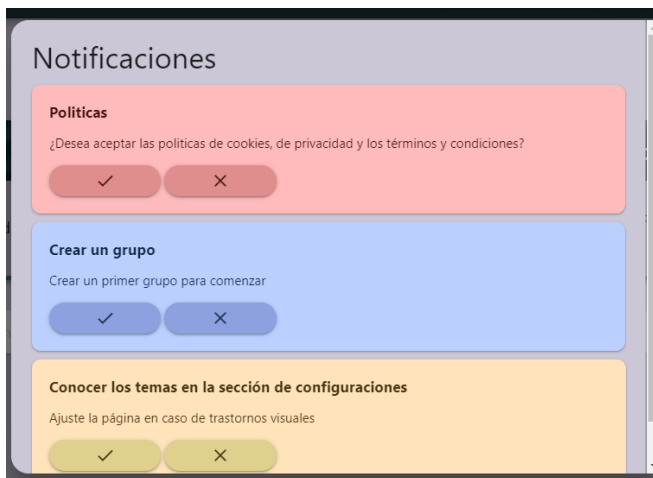 Notificaciones
Politicas
¿Desea aceptar las politicas de cookies, de privacidad y los términos y condiciones?
Crear un grupo
Crear un primer grupo para comenzar
Conocer los temas en la sección de configuraciones
Ajuste la página en caso de trastornos visuales